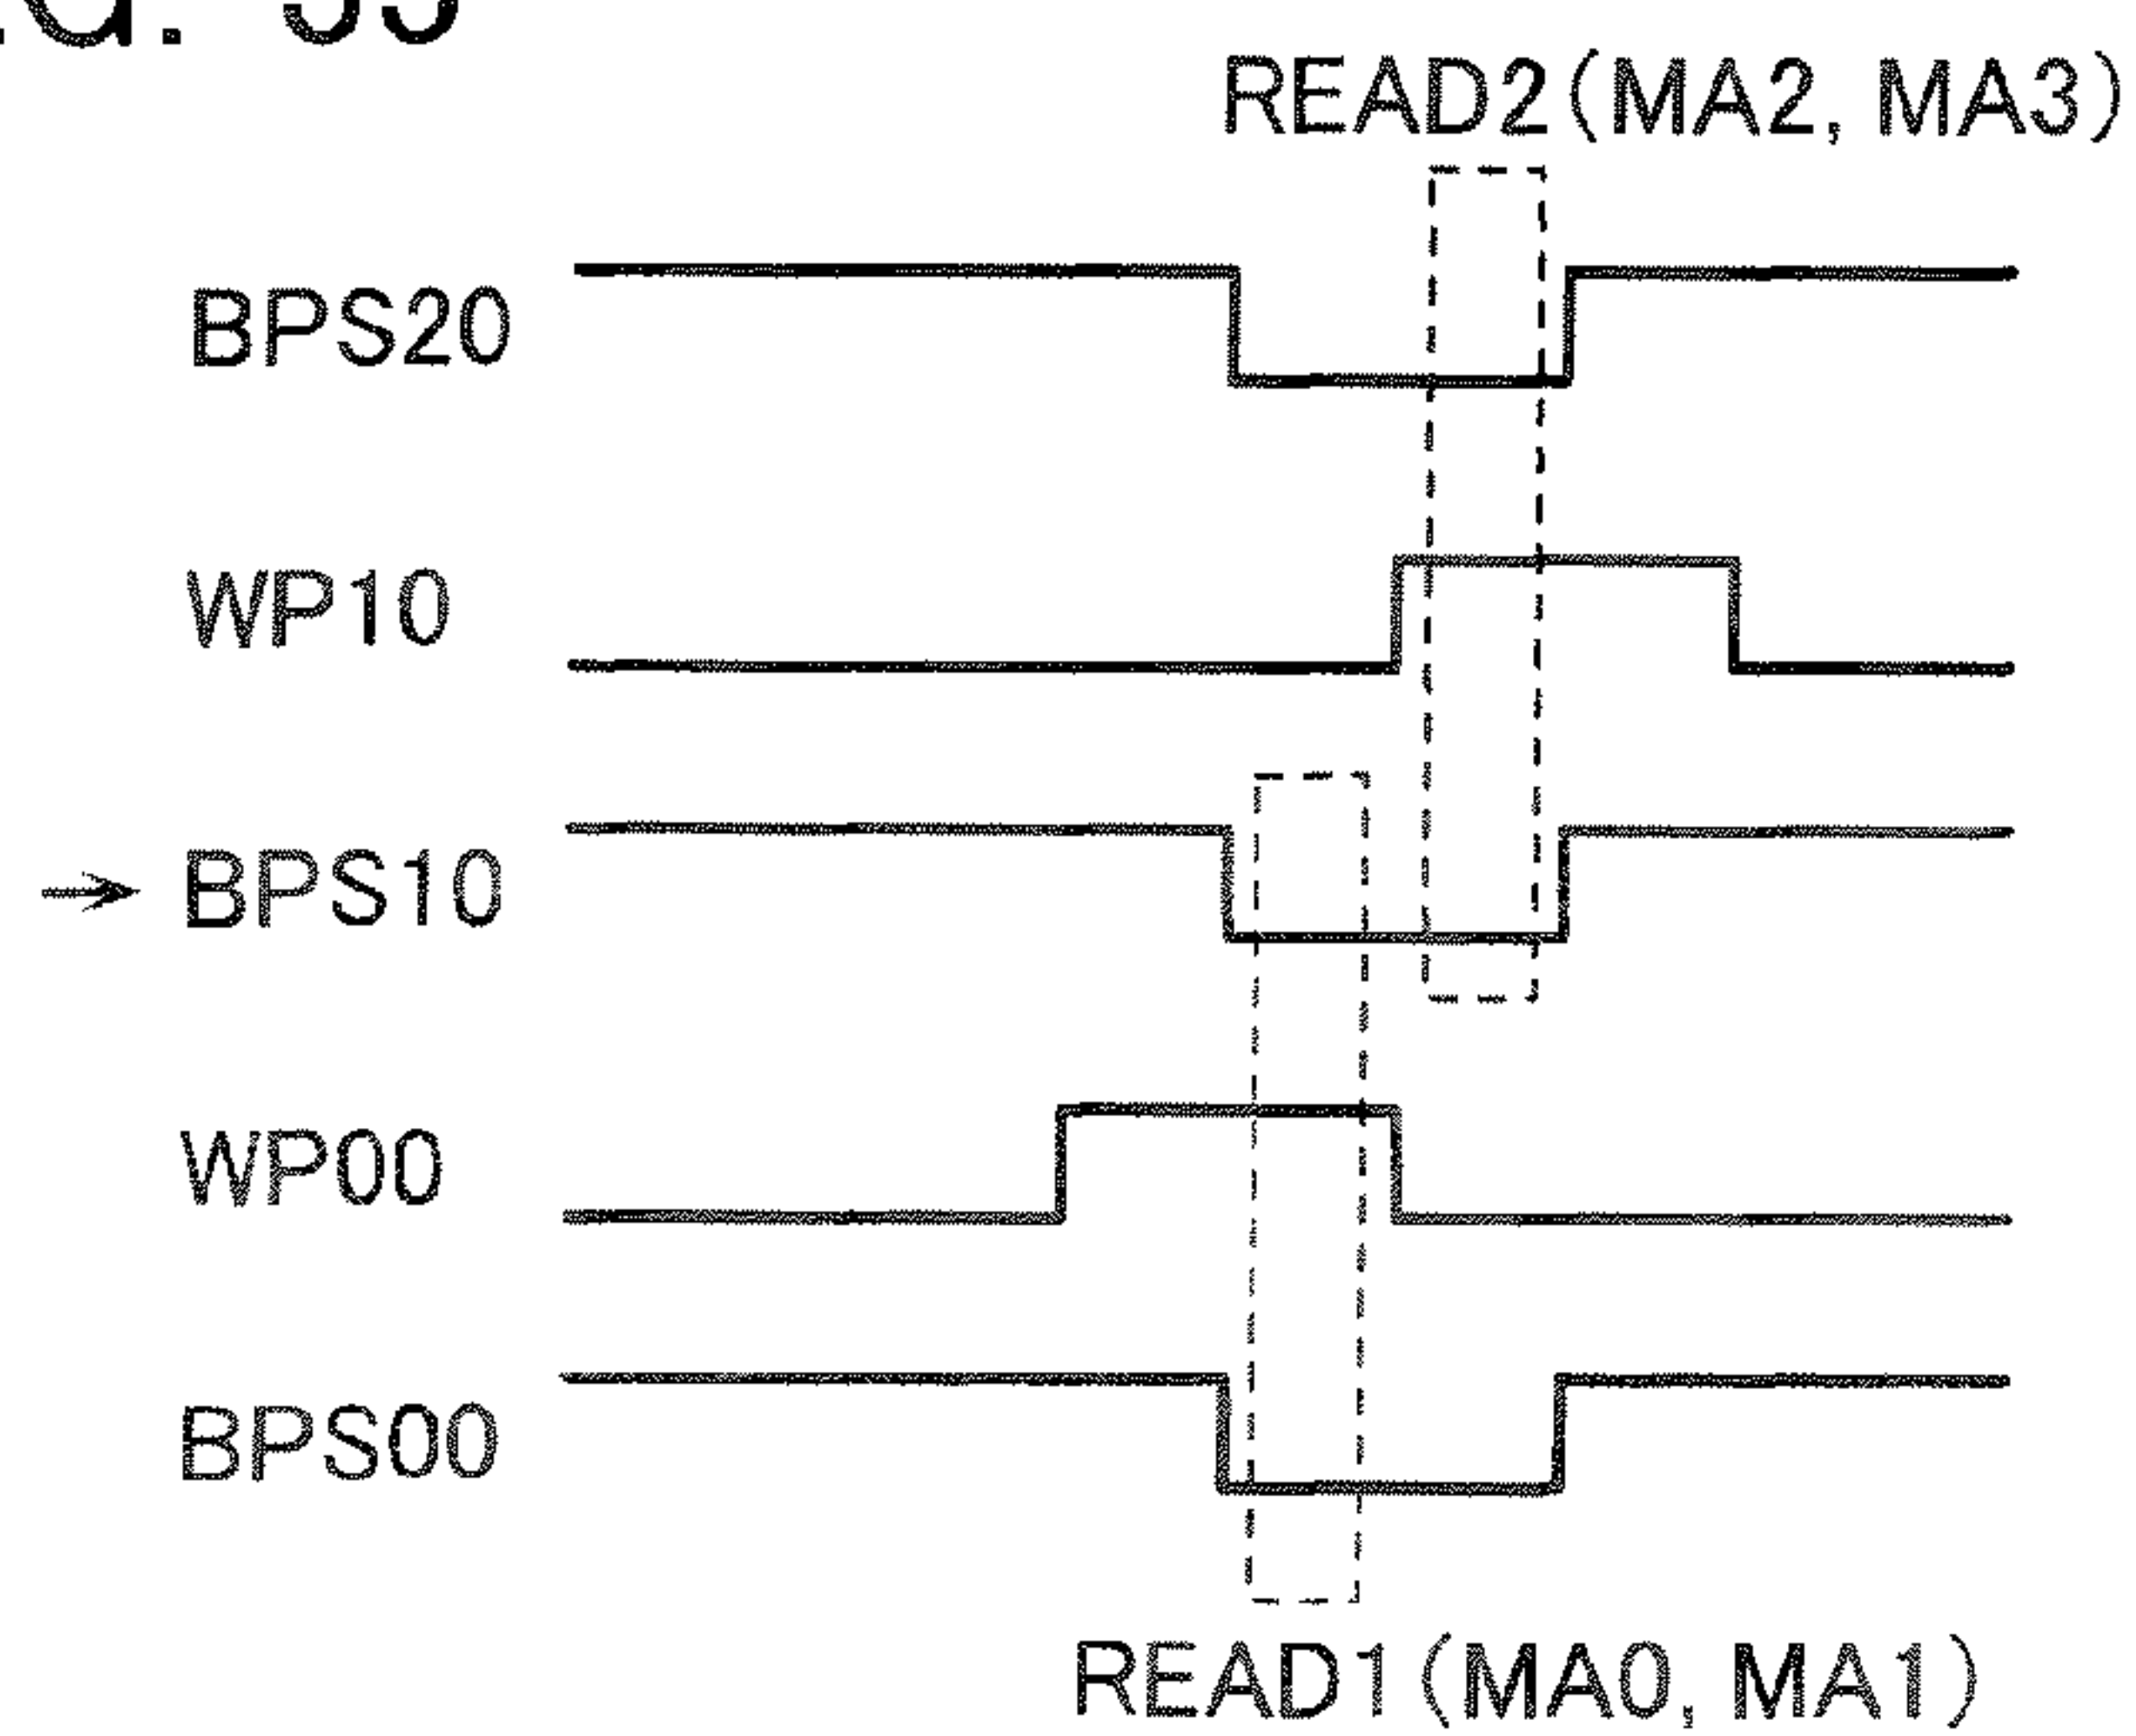 READ2(MA2, MA3)
BPS20
WP10
→ BPS10
WP00
BPS00
READ1(MA0, MA1)